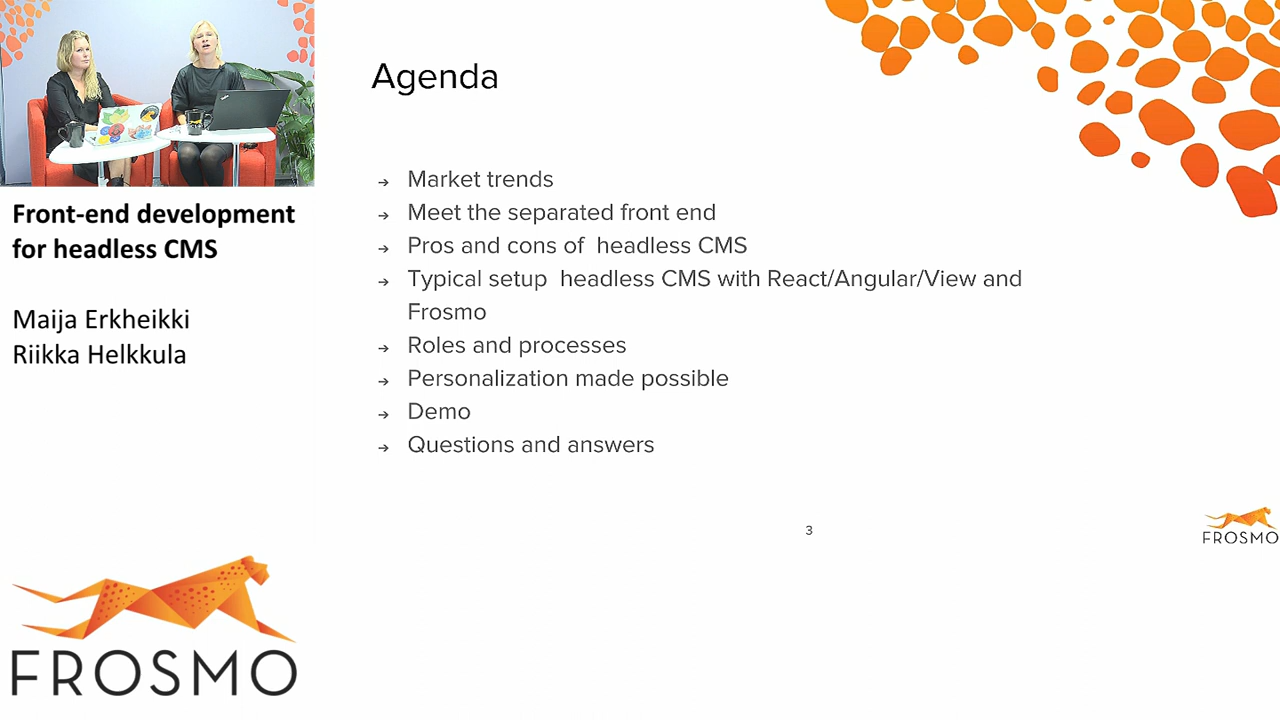 Front-end development
for headless CMS
Maija Erkheikki
Riikka Helkkula
FROSMO
Agenda
→ Market trends
→ Meet the separated front end
→ Pros and cons of  headless CMS
→ Typical setup  headless CMS with React/Angular/View and
Frosmo
→ Roles and processes
→ Personalization made possible
→ Demo
→ Questions and answers
3
FROSMO